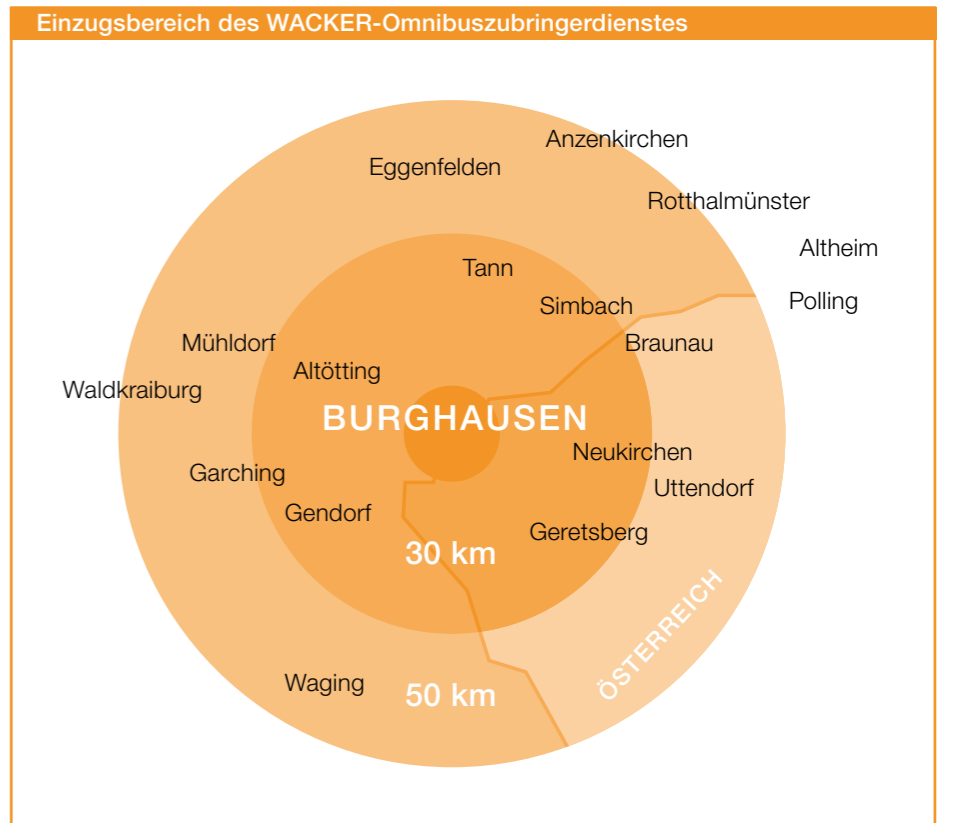 Einzugsbereich des WACKER-Omnibuszubringerdienstes
Anzenkirchen
Eggenfelden
Rotthalmünster
Altheim
Tann
Polling
Simbach
Mühldorf
Braunau
Altötting
Waldkraiburg
BURGHAUSEN
Neukirchen
Garching
Uttendorf
Gendorf
Geretsberg
30 km
ÖSTERREICH
Waging
50 km